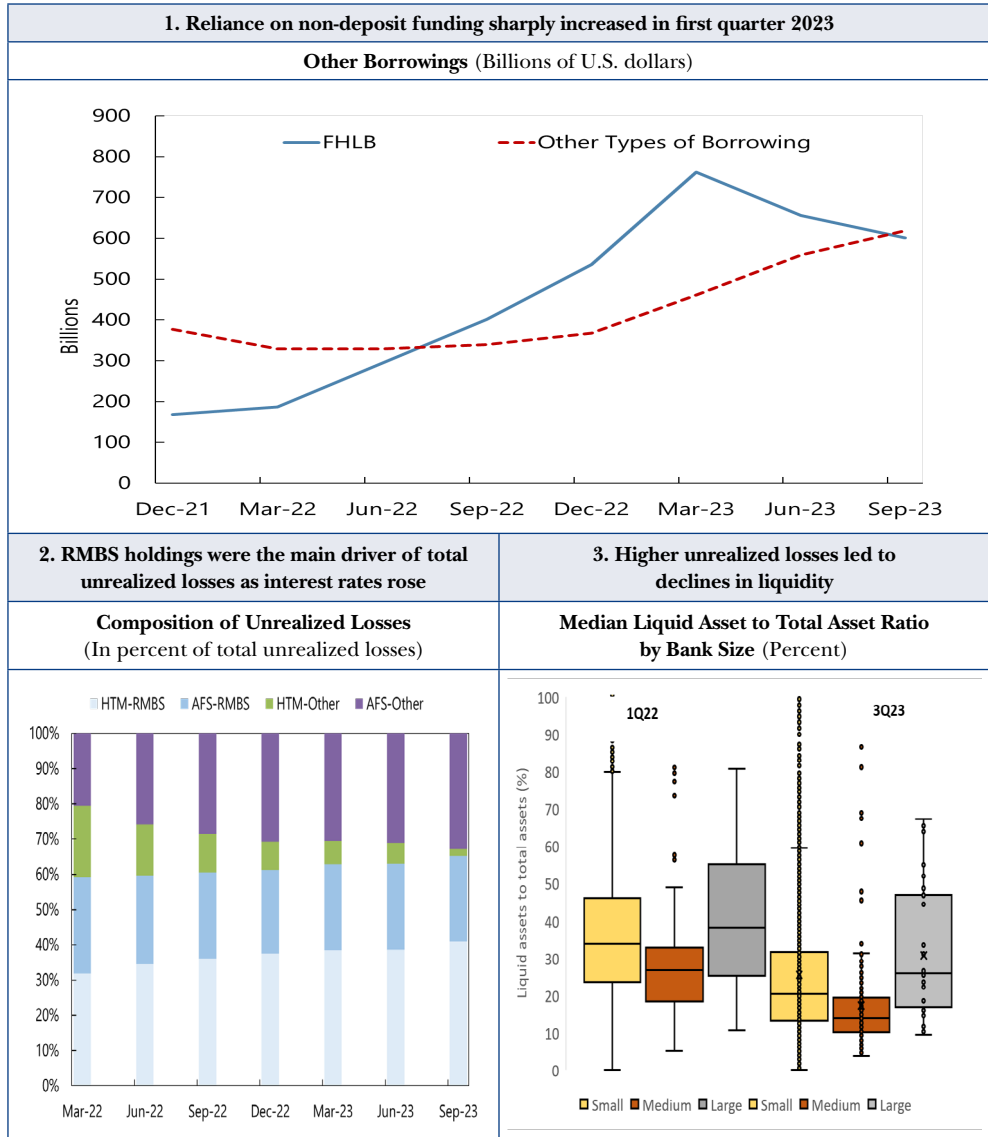 1. Reliance on non-deposit funding sharply increased in first quarter 2023
Other Borrowings (Billions of U.S. dollars)
900
800
700
600
500
400
300
200
100
0
Billions
FHLB
Other Types of Borrowing
Dec-21 Mar-22 Jun-22 Sep-22 Dec-22 Mar-23 Jun-23 Sep-23
2. RMBS holdings were the main driver of total
unrealized losses as interest rates rose
Composition of Unrealized Losses
(In percent of total unrealized losses)
HTM-RMBS AFS-RMBS HTM-Other AFS-Other
100%
90%
80%
70%
60%
50%
40%
30%
20%
10%
0%
Mar-22 Jun-22 Sep-22 Dec-22 Mar-23 Jun-23 Sep-23
3. Higher unrealized losses led to
declines in liquidity
Median Liquid Asset to Total Asset Ratio
by Bank Size (Percent)
Liquid assets to total assets (%)
100
90
80
70
60
50
40
30
20
10
0
1Q22
3Q23
Small Medium Large Small Medium Large